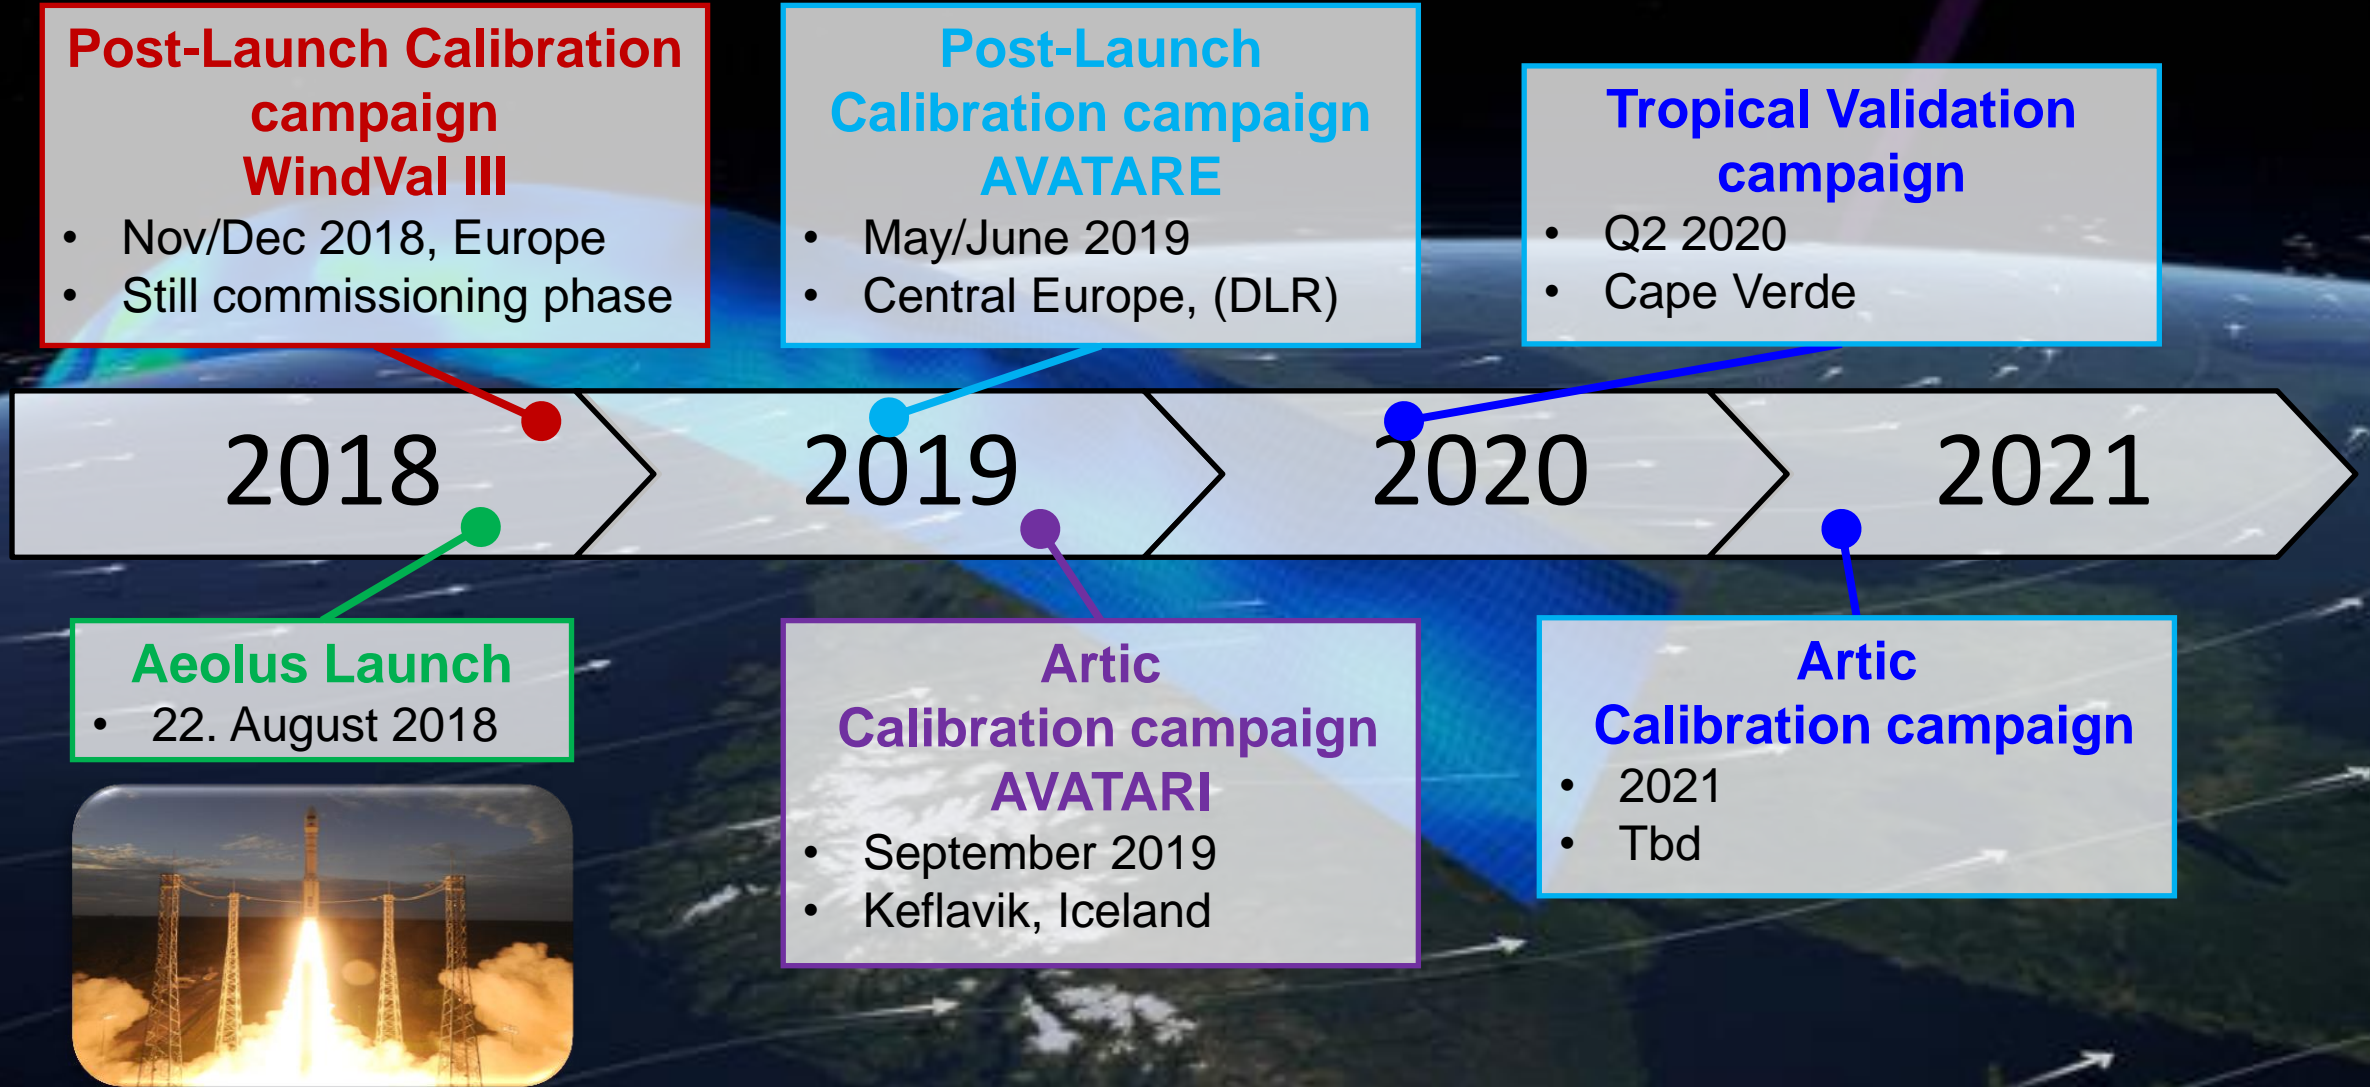 Post-Launch Calibration
campaign
WindVal III
• Nov/Dec 2018, Europe
• Still commissioning phase
Post-Launch
Calibration campaign
AVATARE
• May/June 2019
• Central Europe, (DLR)
Tropical Validation
campaign
• Q2 2020
• Cape Verde
2018
2019
2020
2021
Aeolus Launch
• 22. August 2018
Artic
Calibration campaign
AVATARI
• September 2019
• Keflavik, Iceland
Artic
Calibration campaign
• 2021
• Tbd